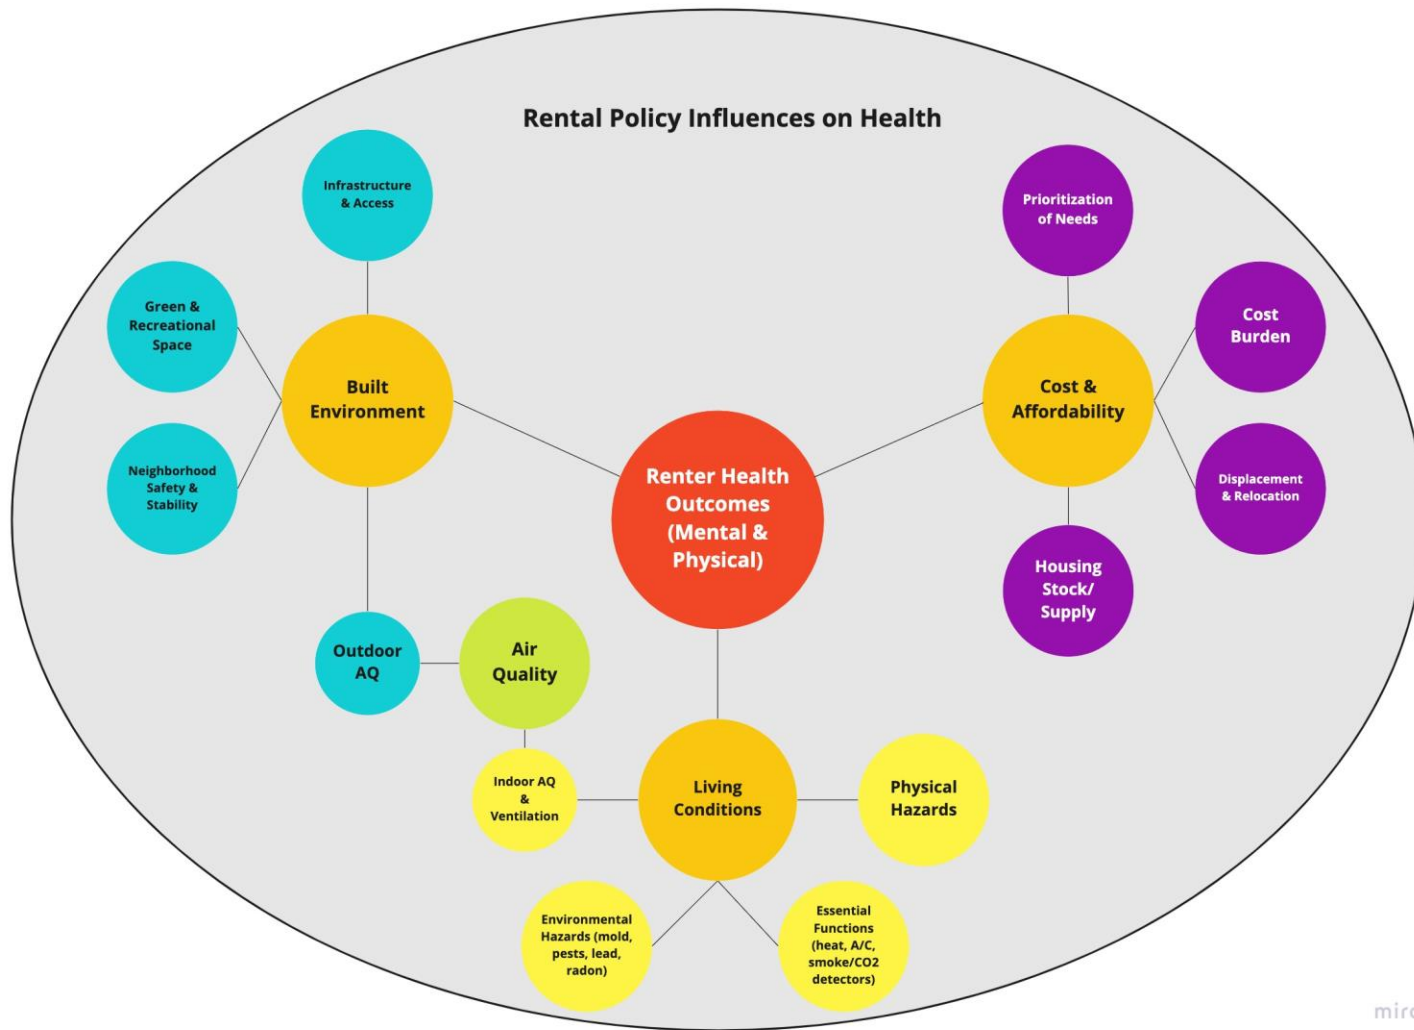 Rental Policy Influences on Health
Infrastructure
& Access
Prioritization
of Needs
Green &
Recreational
Space
Cost
Burden
Built
Environment
Cost &
Affordability
Neighborhood
Safety &
Stability
Renter Health
Outcomes
(Mental &
Physical)
Displacement
& Relocation
Housing
Stock/
Supply
Outdoor
AQ
Air
Quality
Indoor AQ
&
Ventilation
Living
Conditions
Physical
Hazards
Environmental
Hazards (mold,
pests, lead,
radon)
Essential
Functions
(heat, A/C,
smoke/CO2
detectors)